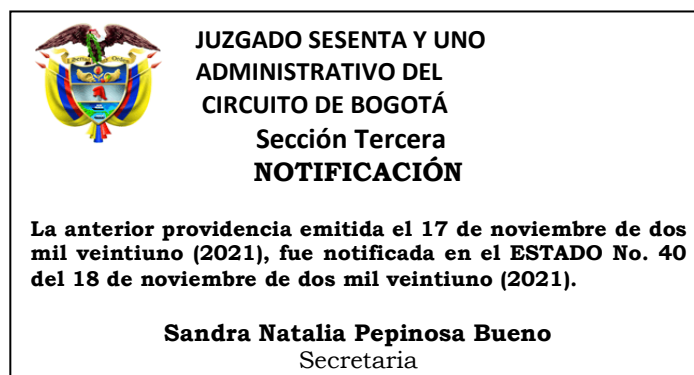 JUZGADO SESENTA Y UNO
ADMINISTRATIVO DEL
CIRCUITO DE BOGOTÁ
Sección Tercera
NOTIFICACIÓN
La anterior providencia emitida el 17 de noviembre de dos
mil veintiuno (2021), fue notificada en el ESTADO No. 40
del 18 de noviembre de dos mil veintiuno (2021).
Sandra Natalia Pepinosa Bueno
Secretaria